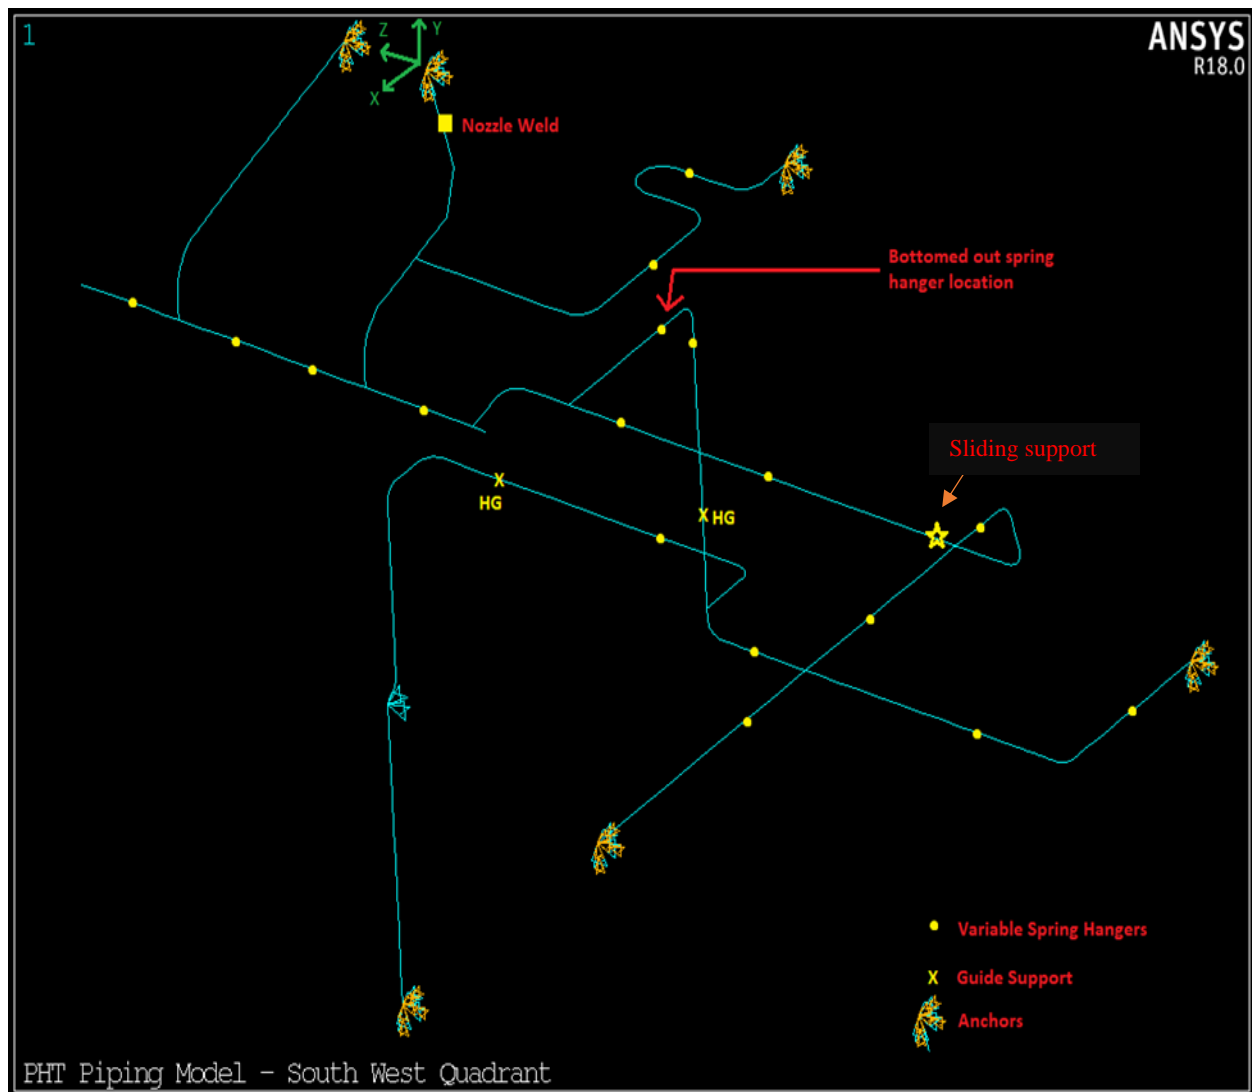 1
ANSYS
R18.0
Z
Y
X
Nozzle Weld
Bottomed out spring
hanger location
Sliding support
HG
HG
Variable Spring Hangers
X Guide Support
Anchors
PHT Piping Model - South West Quadrant